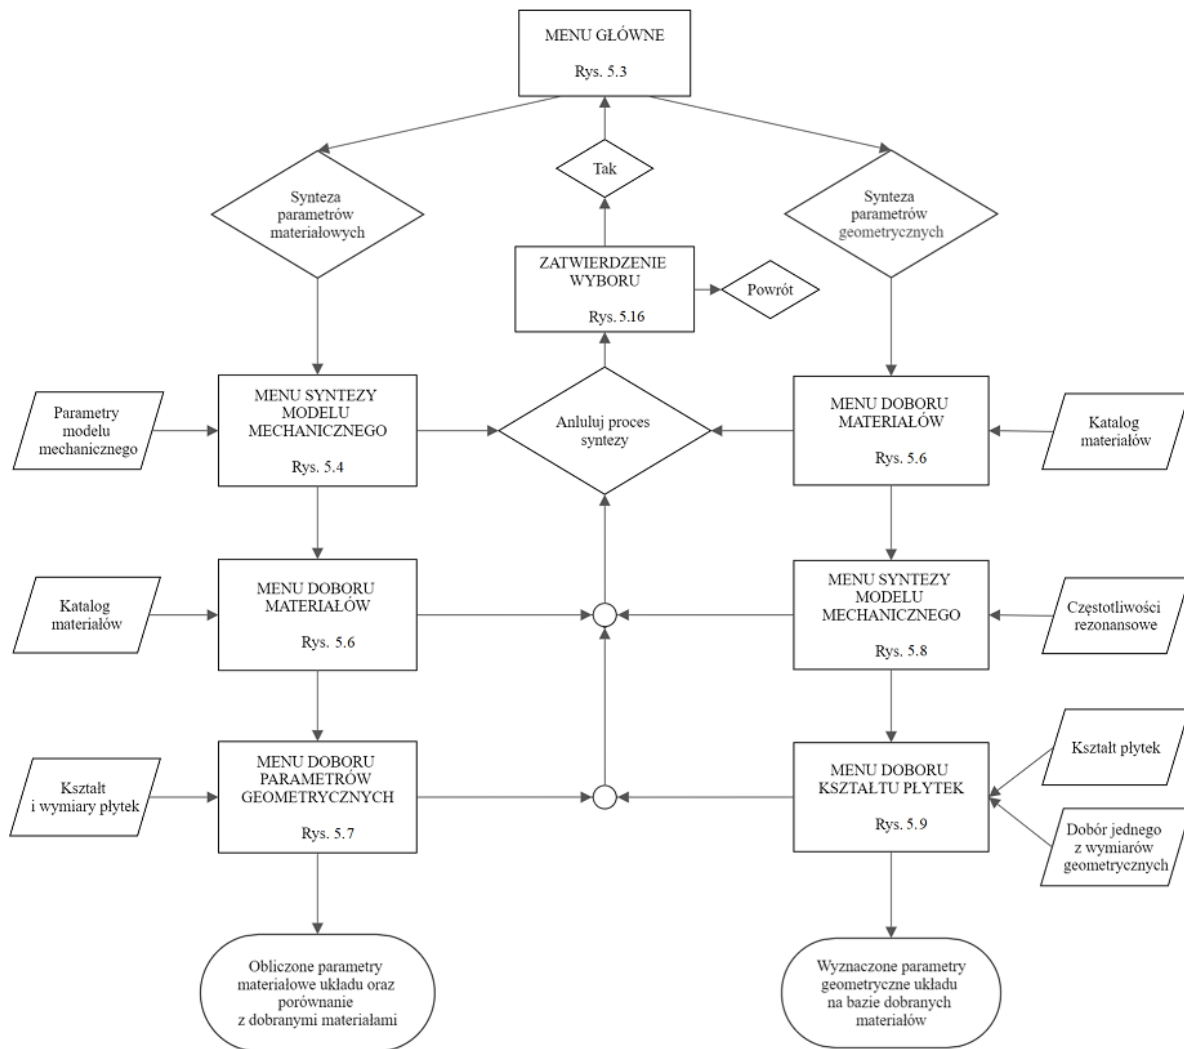 MENU GŁÓWNE
Rys. 5.3
Tak
Synteza
parametrów
materiałowych
Synteza
parametrów
geometrycznych
ZATWIERDZENIE
WYBORU
Rys. 5.16
Powrót
Parametry
modelu
mechanicznego
MENU SYNTEZY
MODELU
MECHANICZNEGO
Rys. 5.4
Anluluj proces
syntezy
MENU DOBORU
MATERIAŁÓW
Rys. 5.6
Katalog
materiałów
Katalog
materiałów
MENU DOBORU
MATERIAŁÓW
Rys. 5.6
MENU SYNTEZY
MODELU
MECHANICZNEGO
Rys. 5.8
Częstotliwości
rezonansowe
Kształt
i wymiary płytek
MENU DOBORU
PARAMETRÓW
GEOMETRYCZNYCH
Rys. 5.7
MENU DOBORU
KSZTAŁTU PŁYTEK
Rys. 5.9
Kształt płytek
Dobór jednego
z wymiarów
geometrycznych
Obliczone parametry
materiałowe układu oraz
porównanie
z dobranymi materiałami
Wyznaczone parametry
geometryczne układu
na bazie dobranych
materiałów